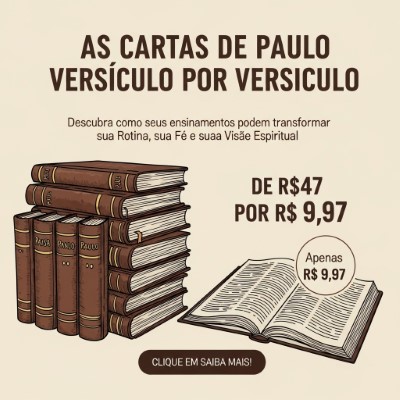 AS CARTAS DE PAULO
VERSÍCULO POR VERSICULO
Descubra como seus ensinamentos podem transformar
sua Rotina, sua Fé e suaa Visãe Espiritual
DE R$47
POR R$ 9,97
Apenas
R$ 9,97
CLIQUE EM SAIBA MAIS!